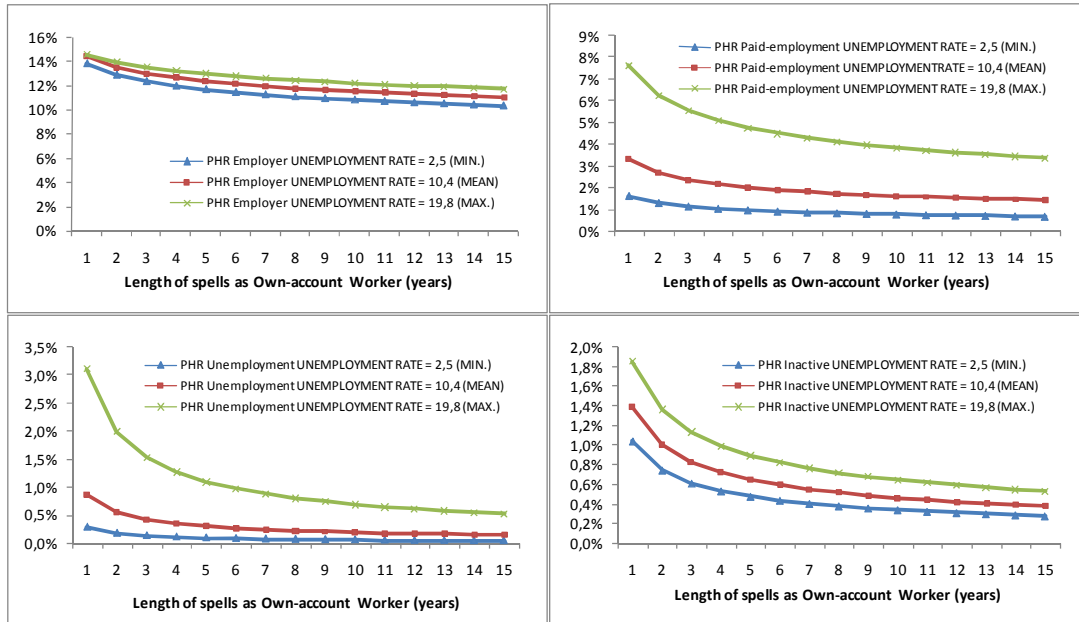 16%
14%
12%
10%
8%
6%
4%
2%
0%
PHR Employer UNEMPLOYMENT RATE = 2,5 (MIN.)
PHR Employer UNEMPLOYMENT RATE = 10,4 (MEAN)
PHR Employer UNEMPLOYMENT RATE = 19,8 (MAX.)
1 2 3 4 5 6 7 8 9 10 11 12 13 14 15
Length of spells as Own-account Worker (years)
9%
8%
7%
6%
5%
4%
3%
2%
1%
0%
PHR Paid-employment UNEMPLOYMENT RATE = 2,5 (MIN.)
PHR Paid-employment UNEMPLOYMENTRATE = 10,4 (MEAN)
PHR Paid-employment UNEMPLOYMENT RATE = 19,8 (MAX.)
1 2 3 4 5 6 7 8 9 10 11 12 13 14 15
Length of spells as Own-account Worker (years)
3,5%
3,0%
2,5%
2,0%
1,5%
1,0%
0,5%
0,0%
PHR Unemployment UNEMPLOYMENT RATE = 2,5 (MIN.)
PHR Unemployment UNEMPLOYMENT RATE = 10,4 (MEAN)
PHR Unemployment UNEMPLOYMENT RATE = 19,8 (MAX.)
1 2 3 4 5 6 7 8 9 10 11 12 13 14 15
Length of spells as Own-account Worker (years)
2,0%
1,8%
1,6%
1,4%
1,2%
1,0%
0,8%
0,6%
0,4%
0,2%
0,0%
PHR Inactive UNEMPLOYMENT RATE = 2,5 (MIN.)
PHR Inactive UNEMPLOYMENT RATE = 10,4 (MEAN)
PHR Inactive UNEMPLOYMENT RATE = 19,8 (MAX.)
1 2 3 4 5 6 7 8 9 10 11 12 13 14 15
Length of spells as Own-account Worker (years)